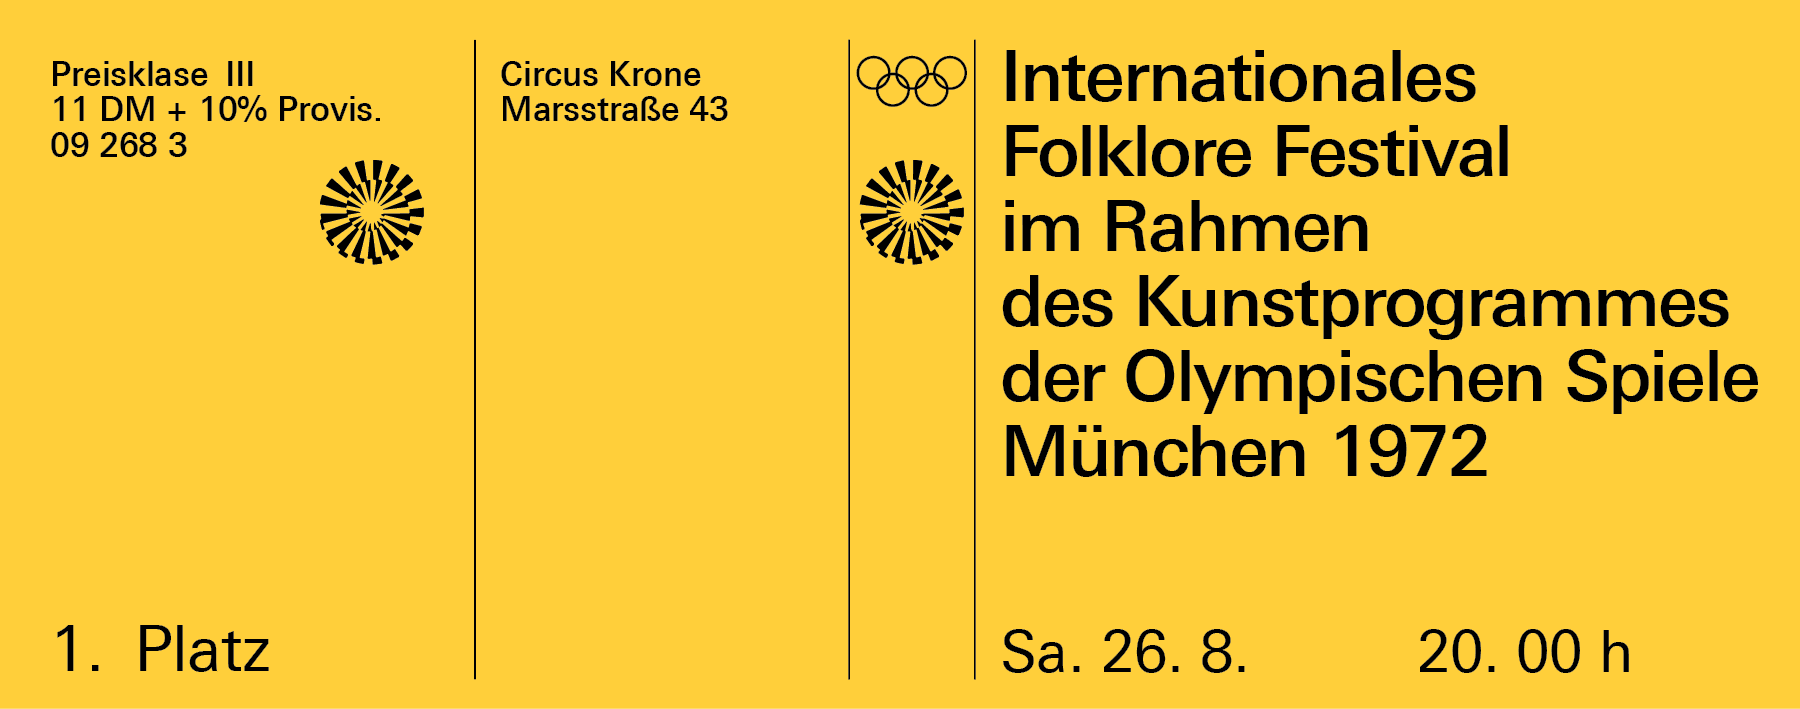 Preisklase III
11 DM + 10% Provis.
09 268 3
1. Platz
Circus Krone
Marsstraße 43
Internationales
Folklore Festival
im Rahmen
des Kunstprogrammes
der Olympischen Spiele
München 1972
Sa. 26. 8. 20. 00 h